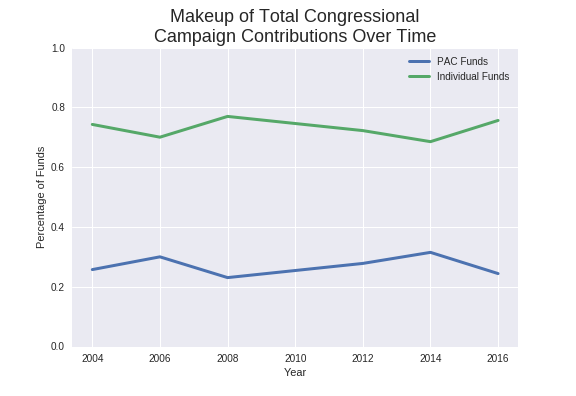 Makeup of Total Congressional
Campaign Contributions Over Time
PAC Funds
Individual Funds
Percentage of Funds
1.0
0.8
0.6
0.4
0.2
0.0
2004 2006 2008 2010 2012 2014 2016
Year